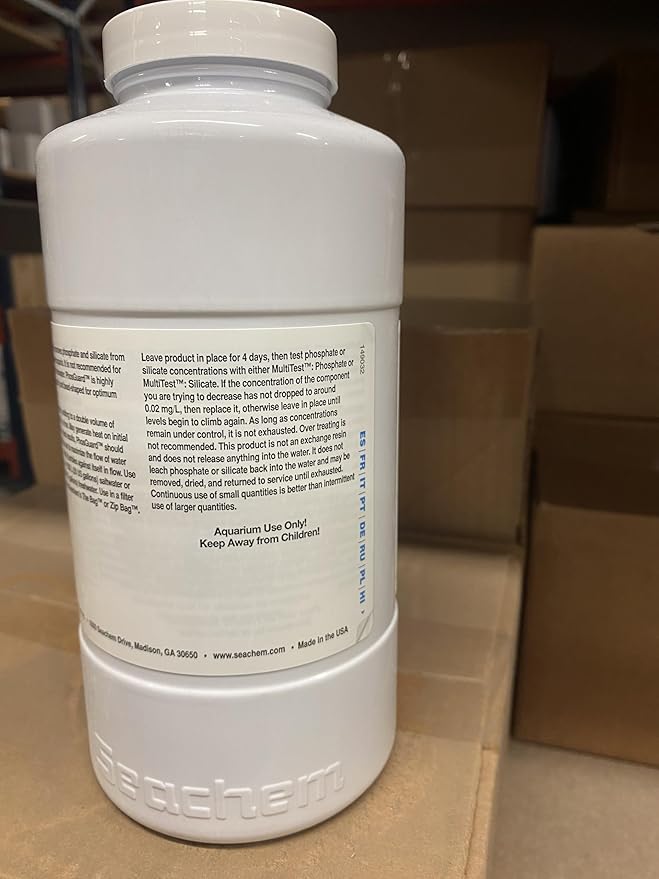 phosphate and silicate from
is not recommended for
PhosGuard™ is highly
bead-shaped for optimum
to a double volume of
May generate heat on initial
PhosGuard™ should
maximize the flow of water
against itself in flow. Use
gallons) saltwater or
freshwater. Use in a filter
The Bag™ or Zip Bag™.
Leave product in place for 4 days, then test phosphate or
silicate concentrations with either MultiTest™: Phosphate or
MultiTest™: Silicate. If the concentration of the component
you are trying to decrease has not dropped to around
0.02 mg/L, then replace it, otherwise leave in place until
levels begin to climb again. As long as concentrations
remain under control, it is not exhausted. Over treating is
not recommended. This product is not an exchange resin
and does not release anything into the water. It does not
leach phosphate or silicate back into the water and may be
removed, dried, and returned to service until exhausted.
Continuous use of small quantities is better than intermittent
use of larger quantities.
Aquarium Use Only!
Keep Away from Children!
149032
ES | FR | IT | PT | DE | RU | PL | HI
Seachem Drive, Madison, GA 30650 • www.seachem.com • Made in the USA
Seachem